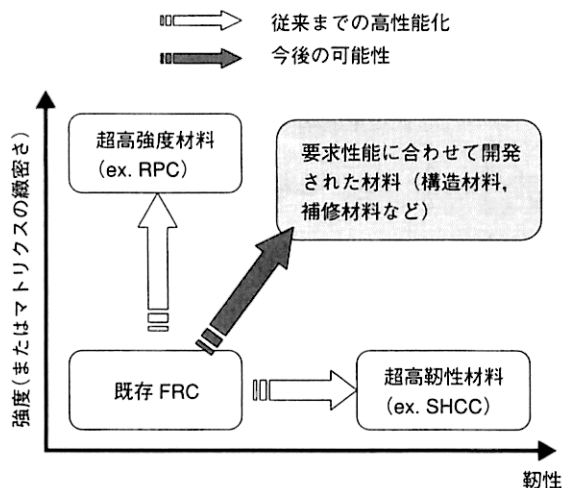 従来までの高性能化
今後の可能性
強度(またはマトリクスの緻密さ)
超高強度材料
(ex. RPC)
要求性能に合わせて開発
された材料(構造材料,
補修材料など)
既存 FRC
超高靭性材料
(ex. SHCC)
靭性